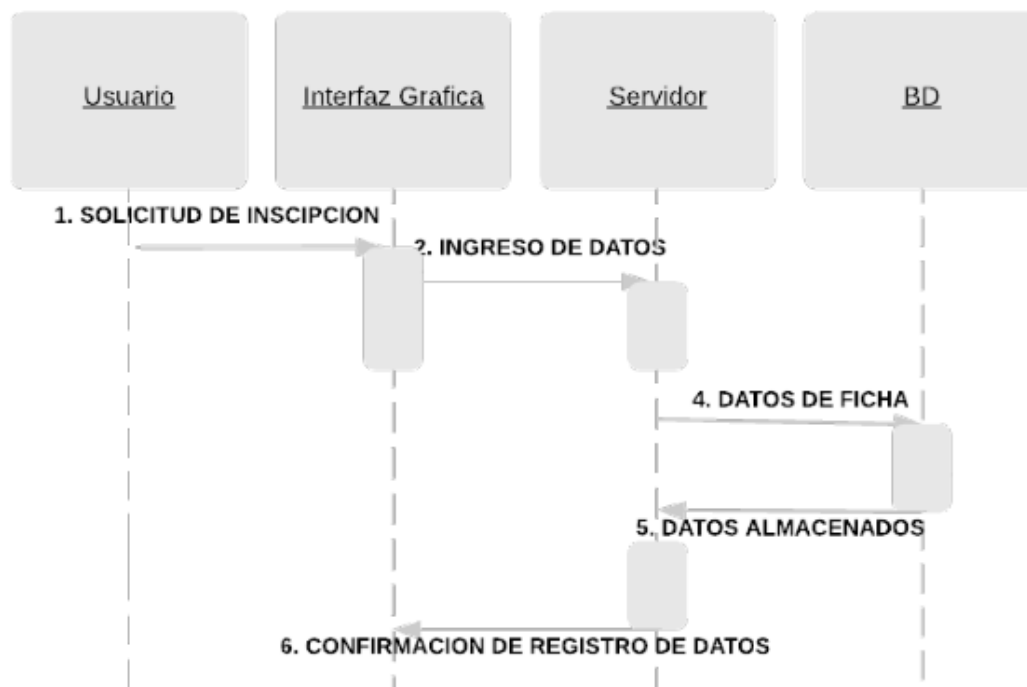 Usuario
Interfaz Grafica
Servidor
BD
1. SOLICITUD DE INSCIPCION
2. INGRESO DE DATOS
4. DATOS DE FICHA
5. DATOS ALMACENADOS
6. CONFIRMACION DE REGISTRO DE DATOS